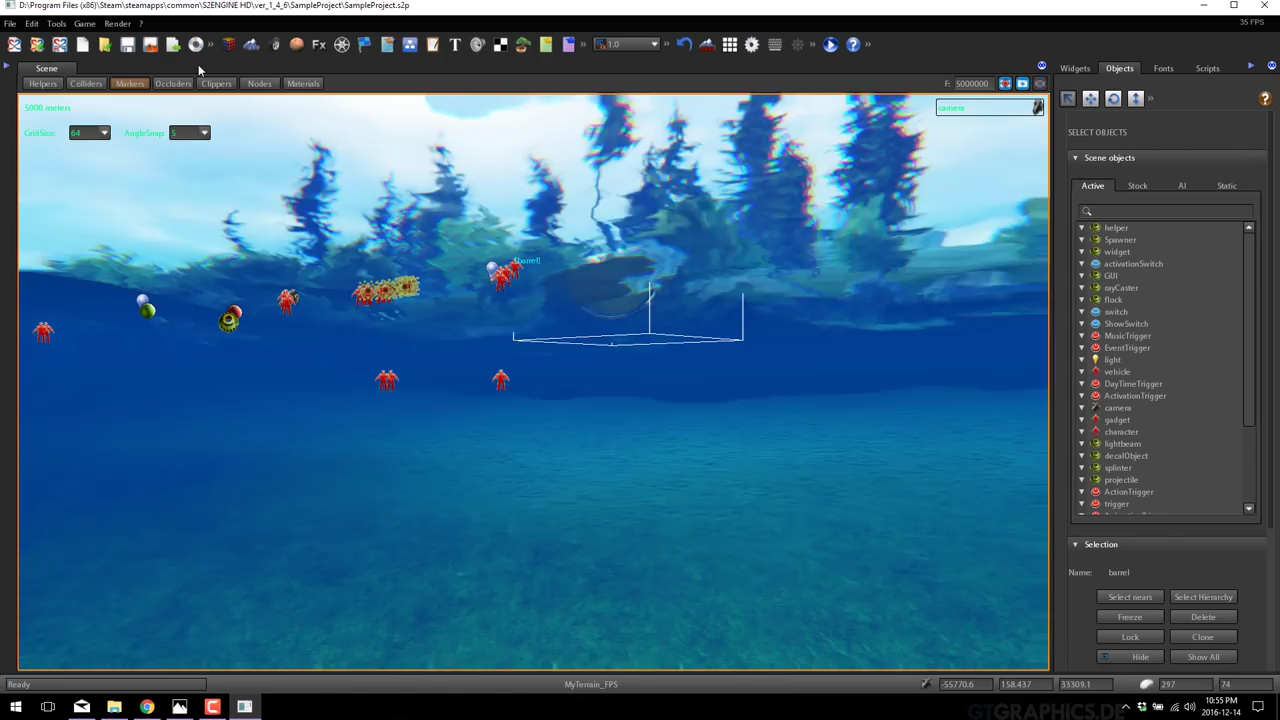 D:\Program Files (x86)\Steam\steamapps\common\S2ENGINE HD\ver_1_4_6\SampleProject\SampleProject.s2p
File Edit Tools Game Render ?
35 FPS
Fx T 1.0 ?
Scene
Widgets Objects Fonts Scripts
Helpers Colliders Markers Occluders Clippers Nodes Materials
F: 5000000
5000 meters
camera
GridSize: 64 AngleSnap: 5
SELECT OBJECTS
Scene objects
Active Stock AI Static
helper
Spawner
widget
activationSwitch
GUI
rayCaster
flock
switch
ShowSwitch
MusicTrigger
EventTrigger
light
vehicle
DayTimeTrigger
ActivationTrigger
camera
gadget
character
lightbeam
decalObject
splinter
projectile
ActionTrigger
trigger
[barrel]
Selection
Name: barrel
Select nears Select Hierarchy
Freeze Delete
Lock Clone
Hide Show All
Ready
MyTerrain_FPS
-55770.6 158.437 33309.1 297 74
10:55 PM
2016-12-14
GTGRAPHICS.DE